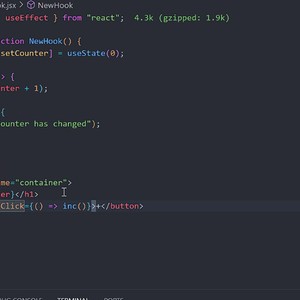 k.jsx > NewHook
useEffect } from "react"; 4.3k (gzipped: 1.9k)
ction NewHook() {
setCounter] = useState(0);
> {
nter + 1);
{
ounter has changed");
me="container">
er}</h1>
Click={() => inc()}>+</button>
TERMINAL